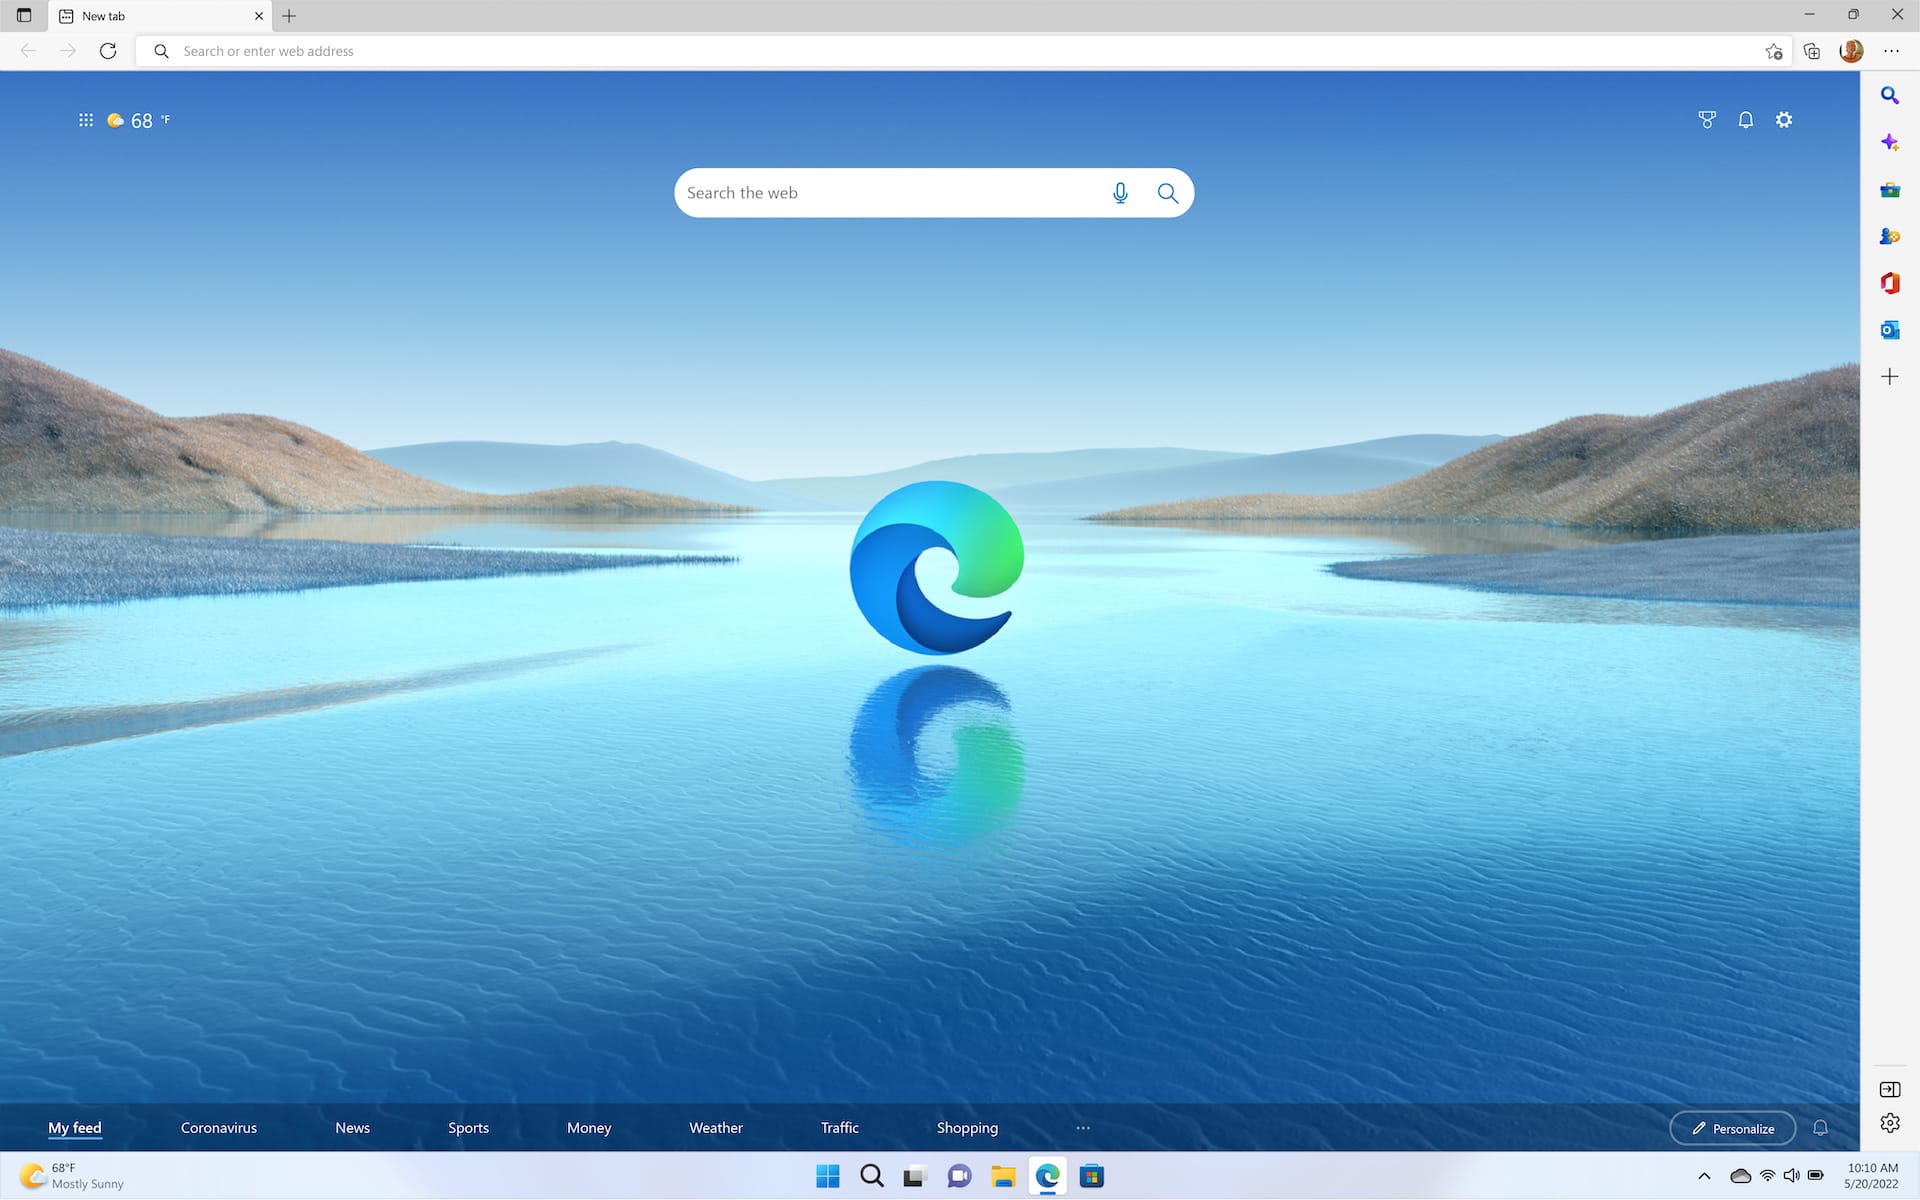 New tab
Search or enter web address
68 °F
Search the web
My feed
Coronavirus
News
Sports
Money
Weather
Traffic
Shopping
Personalize
68°F
Mostly Sunny
10:10 AM
5/20/2022